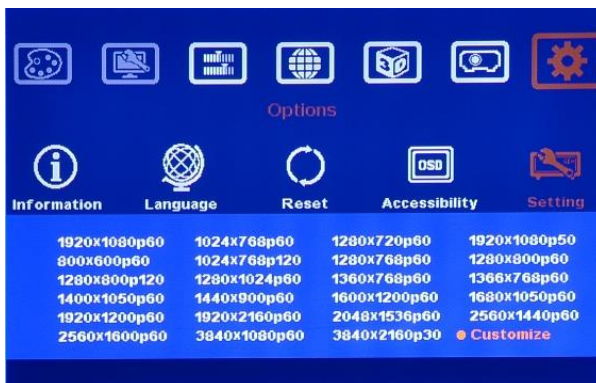 3D
Options
OSD
Information Language Reset Accessibility Setting
1920x1080p60 1024x768p60 1280x720p60 1920x1080p50
800x600p60 1024x768p120 1280x768p60 1280x800p60
1280x800p120 1280x1024p60 1360x768p60 1366x768p60
1400x1050p60 1440x900p60 1600x1200p60 1680x1050p60
1920x1200p60 1920x2160p60 2048x1536p60 2560x1440p60
2560x1600p60 3840x1080p60 3840x2160p30 Customize